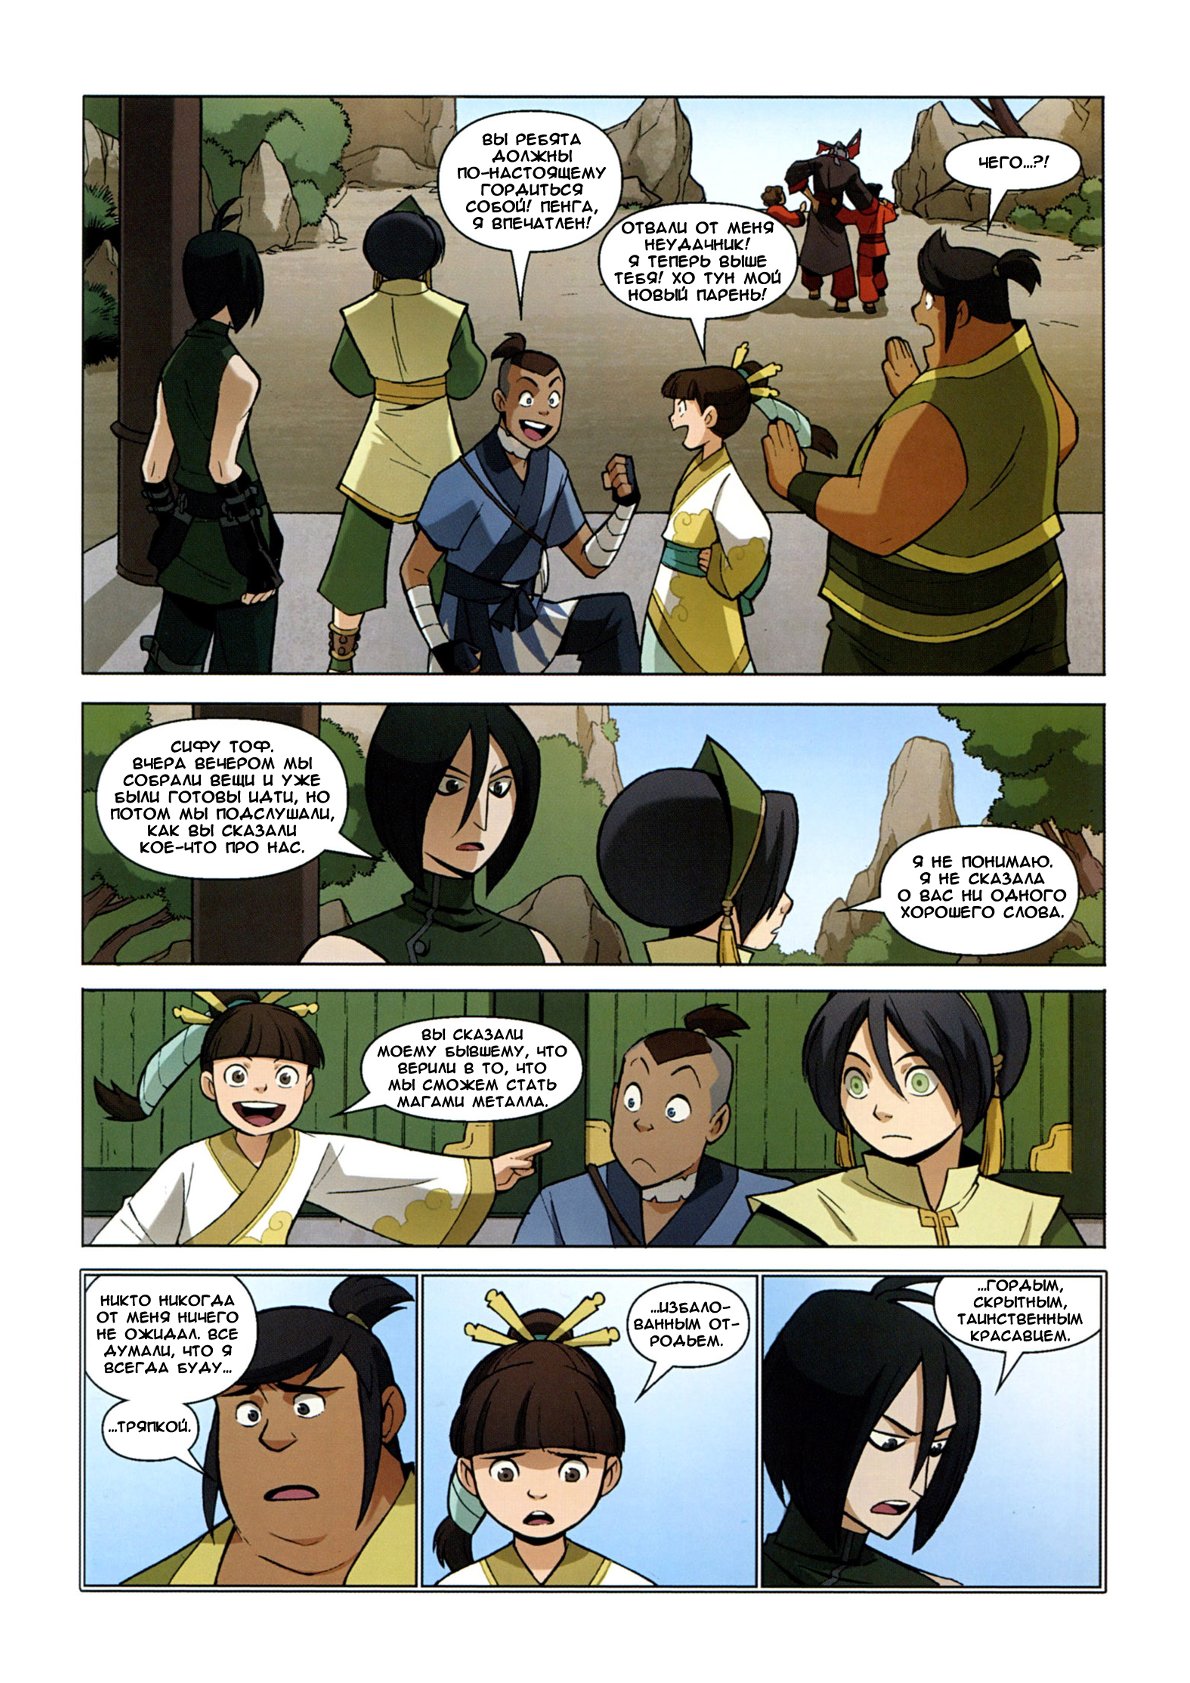 ВЫ РЕБЯТА
ДОЛЖНЫ
ПО-НАСТОЯЩЕМУ
ГОРДИТЬСЯ
СОБОЙ! ПЕНГА,
Я ВПЕЧАТЛЕН!
ОТВАЛИ ОТ МЕНЯ
НЕУДАЧНИК!
Я ТЕПЕРЬ ВЫШЕ
ТЕБЯ! ХО ТУН МОЙ
НОВЫЙ ПАРЕНЬ!
ЧЕГО...?!
СИФУ ТОФ.
ВЧЕРА ВЕЧЕРОМ МЫ
СОБРАЛИ ВЕЩИ И УЖЕ
БЫЛИ ГОТОВЫ ИДТИ, НО
ПОТОМ МЫ ПОДСЛУШАЛИ,
КАК ВЫ СКАЗАЛИ
КОЕ-ЧТО ПРО НАС.
Я НЕ ПОНИМАЮ.
Я НЕ СКАЗАЛА
О ВАС НИ ОДНОГО
ХОРОШЕГО СЛОВА.
ВЫ СКАЗАЛИ
МОЕМУ БЫВШЕМУ, ЧТО
ВЕРИЛИ В ТО, ЧТО
МЫ СМОЖЕМ СТАТЬ
МАГАМИ МЕТАЛЛА.
НИКТО НИКОГДА
ОТ МЕНЯ НИЧЕГО
НЕ ОЖИДАЛ. ВСЕ
ДУМАЛИ, ЧТО Я
ВСЕГДА БУДУ...
...ТРЯПКОЙ.
...ИЗБАЛО-
ВАННЫМ ОТ-
РОДЬЕМ.
...ГОРДЫМ,
СКРЫТНЫМ,
ТАИНСТВЕННЫМ
КРАСАВЦЕМ.